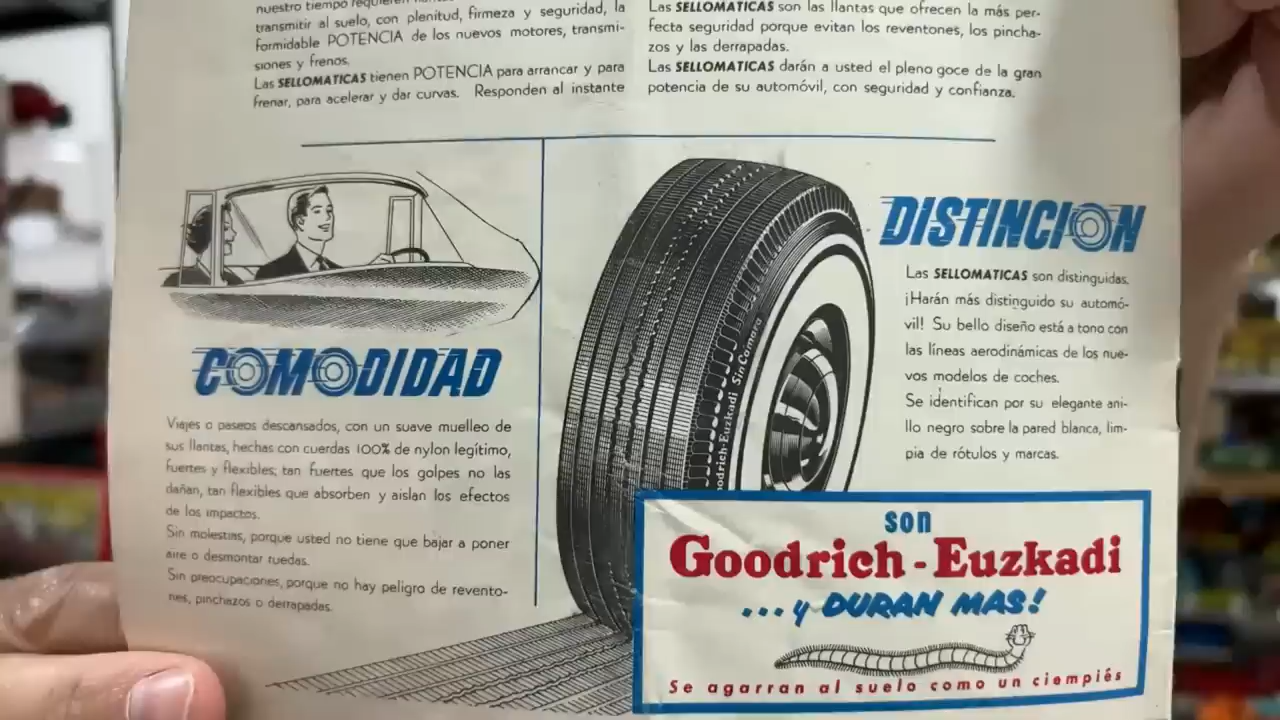 nuestro tiempo requieren
transmitir al suelo, con plenitud, firmeza y seguridad, la
formidable POTENCIA de los nuevos motores, transmi-
siones y frenos.
Las SELLOMATICAS tienen POTENCIA para arrancar y para
frenar, para acelerar y dar curvas. Responden al instante
Las SELLOMATICAS son las llantas que ofrecen la más per-
fecta seguridad porque evitan los reventones, los pincha-
zos y las derrapadas.
Las SELLOMATICAS darán a usted el pleno goce de la gran
potencia de su automóvil, con seguridad y confianza.
COMODIDAD
Viajes o paseos descansados, con un suave muelleo de
sus llantas, hechas con cuerdas 100% de nylon legítimo,
fuertes y flexibles; tan fuertes que los golpes no las
dañan, tan flexibles que absorben y aislan los efectos
de los impactos.
Sin molestias, porque usted no tiene que bajar a poner
aire o desmontar ruedas.
Sin preocupaciones, porque no hay peligro de revento-
nes, pinchazos o derrapadas.
Goodrich-Euzkadi Sin Cámara
DISTINCION
Las SELLOMATICAS son distinguidas.
¡Harán más distinguido su automó-
vil! Su bello diseño está a tono con
las líneas aerodinámicas de los nue-
vos modelos de coches.
Se identifican por su elegante ani-
llo negro sobre la pared blanca, lim-
pia de rótulos y marcas.
son
Goodrich-Euzkadi
...y DURAN MAS!
Se agarran al suelo como un ciempiés